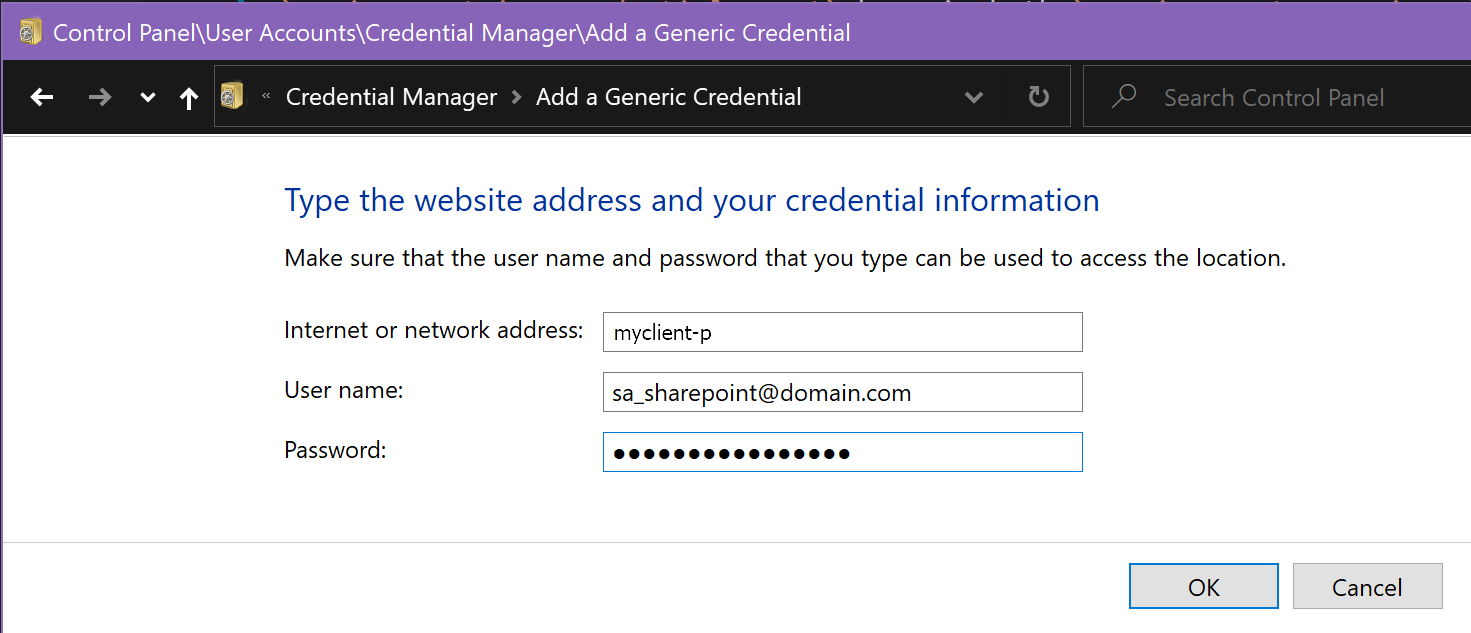 Control Panel\User Accounts\Credential Manager\Add a Generic Credential
« Credential Manager > Add a Generic Credential
Search Control Panel
Type the website address and your credential information
Make sure that the user name and password that you type can be used to access the location.
Internet or network address: myclient-p
User name: sa_sharepoint@domain.com
Password: ●●●●●●●●●●●●●●●●
OK Cancel